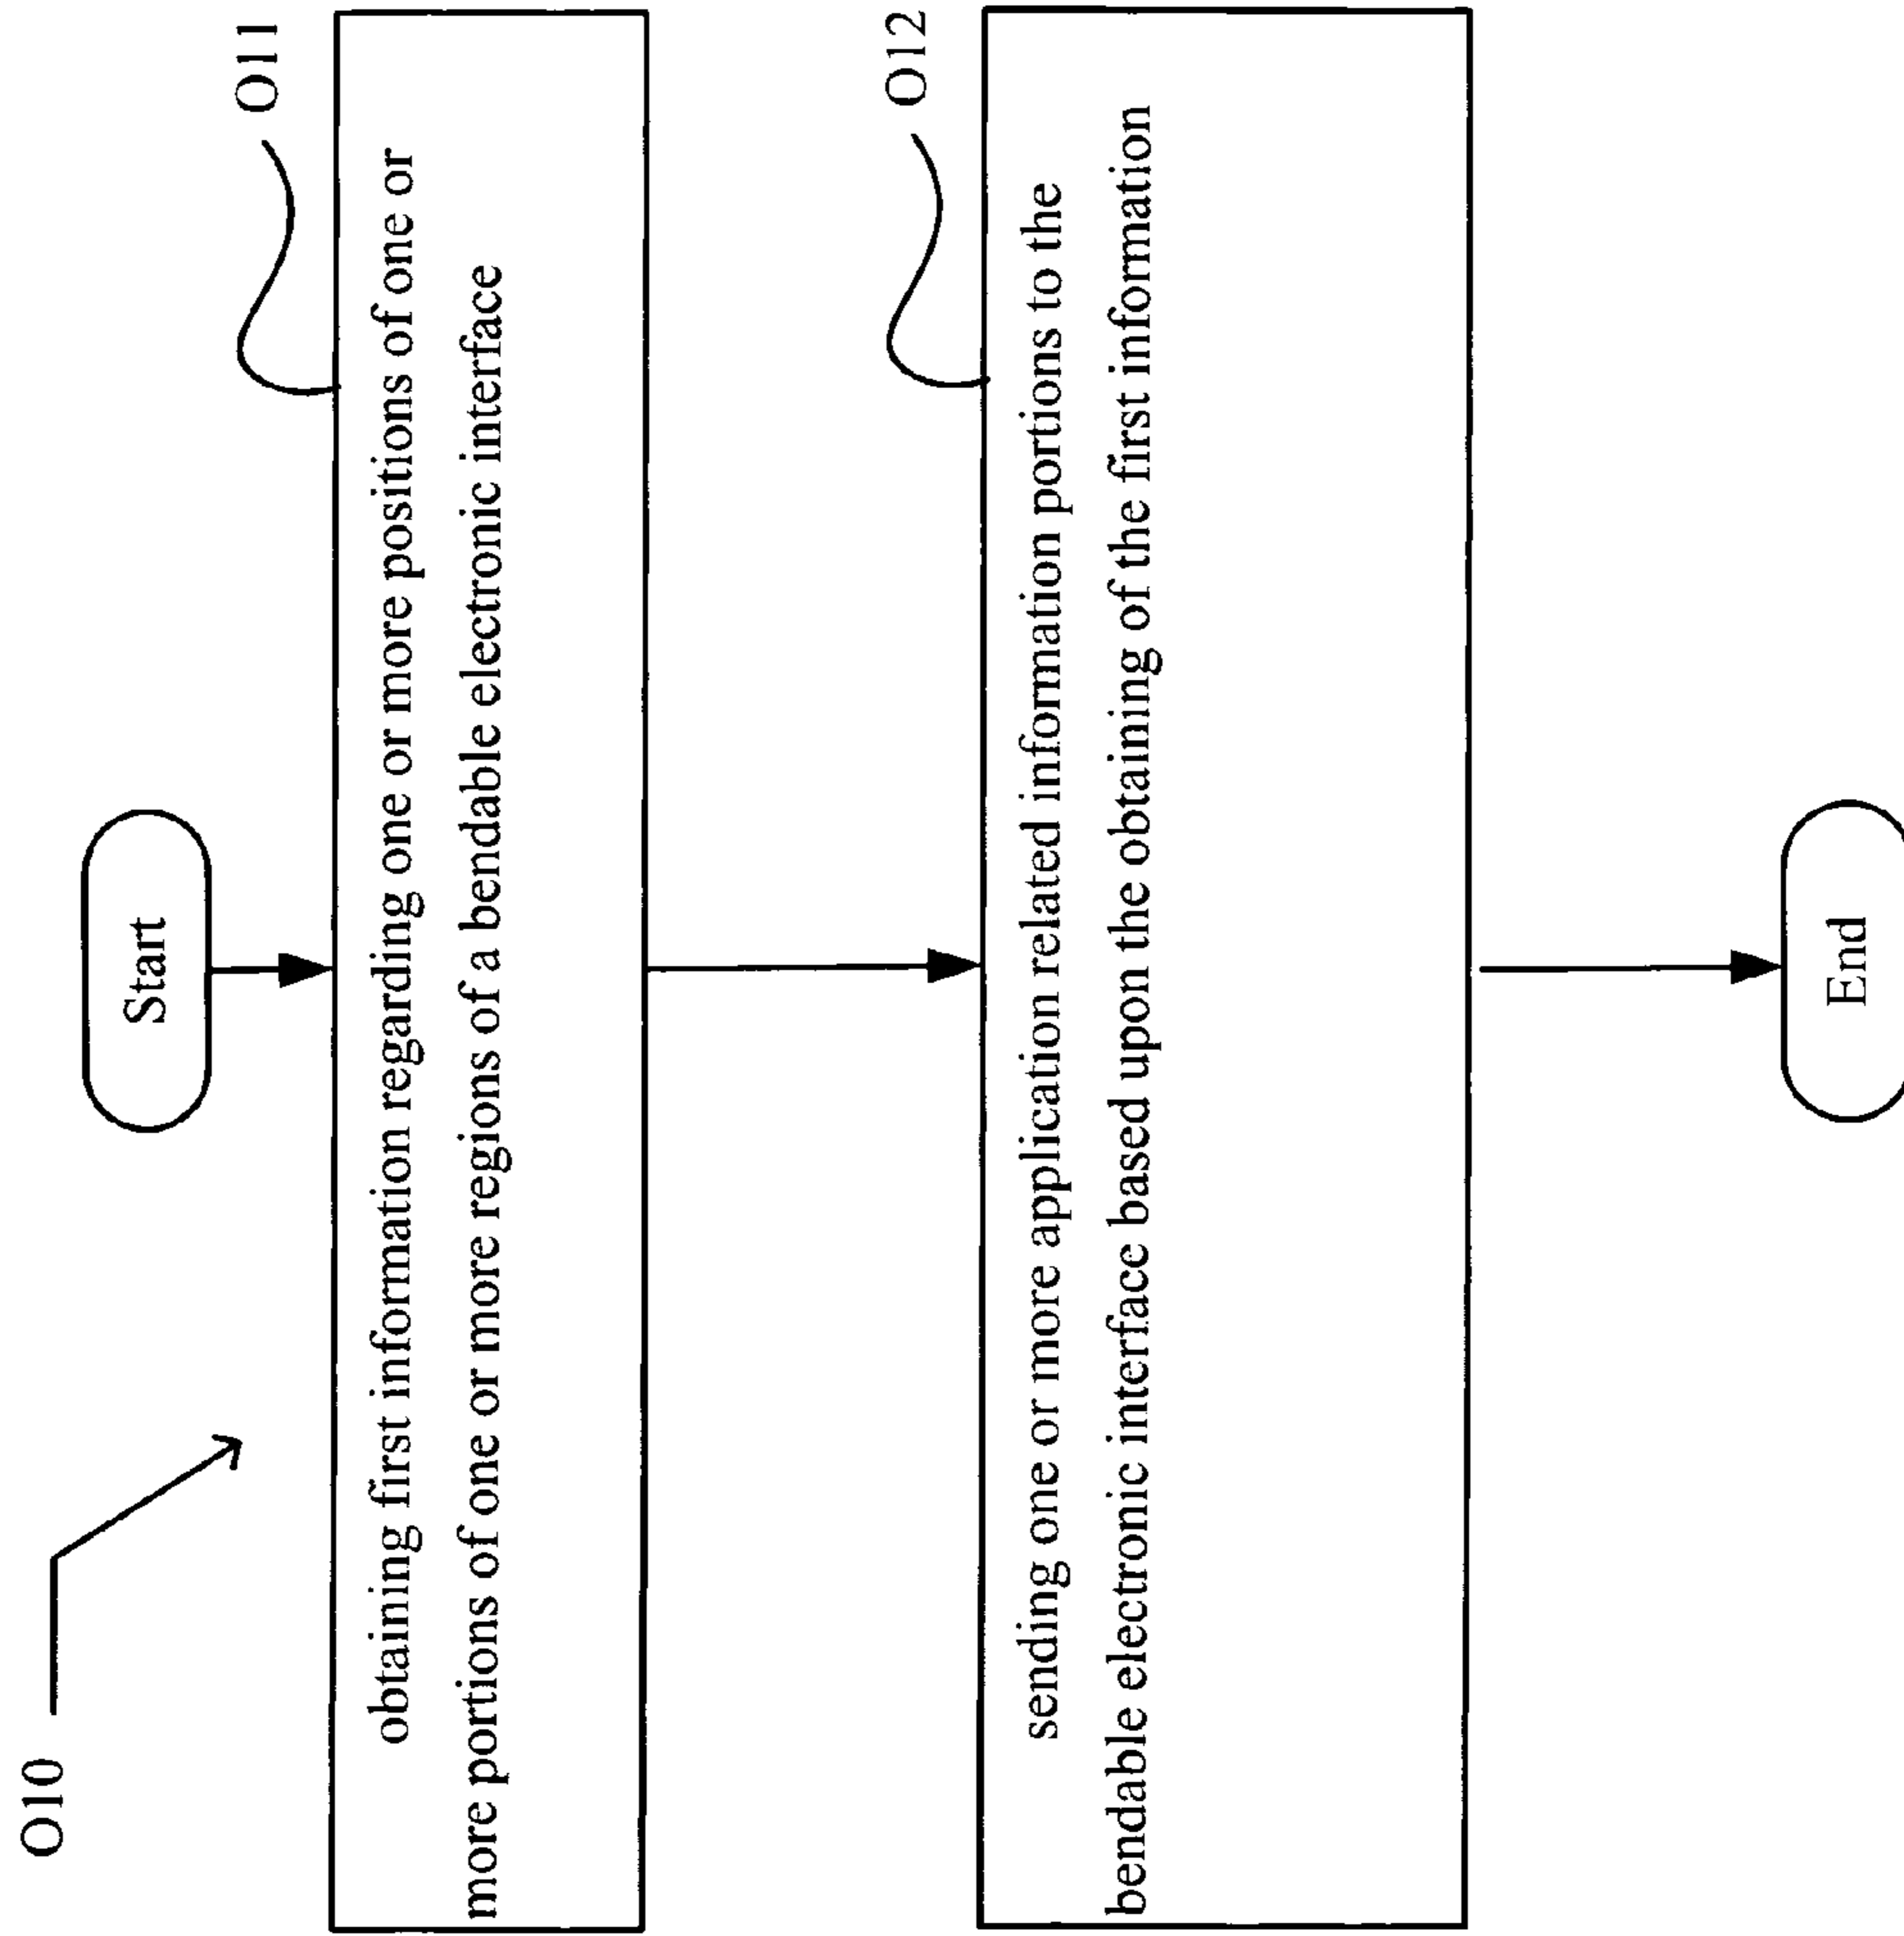 O10
Start
O11
obtaining first information regarding one or more positions of one or
more portions of one or more regions of a bendable electronic interface
O12
sending one or more application related information portions to the
bendable electronic interface based upon the obtaining of the first information
End